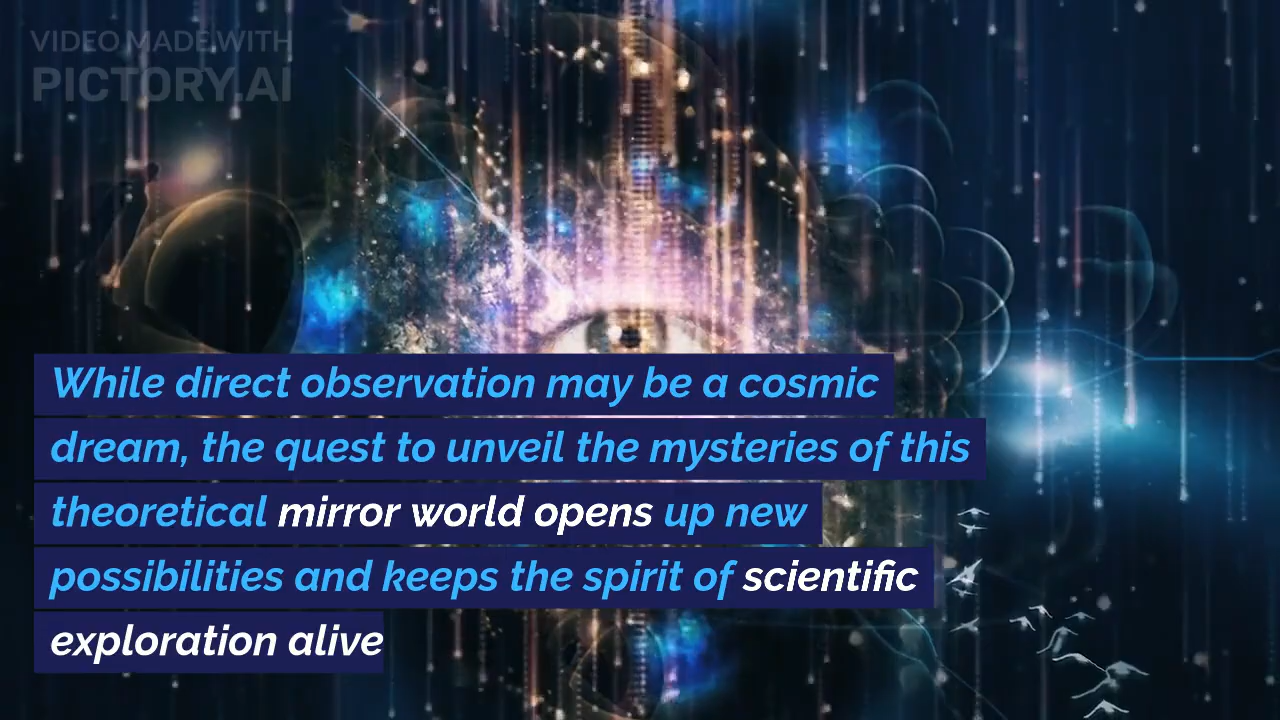 VIDEO MADE WITH
PICTORY.AI
While direct observation may be a cosmic
dream, the quest to unveil the mysteries of this
theoretical mirror world opens up new
possibilities and keeps the spirit of scientific
exploration alive